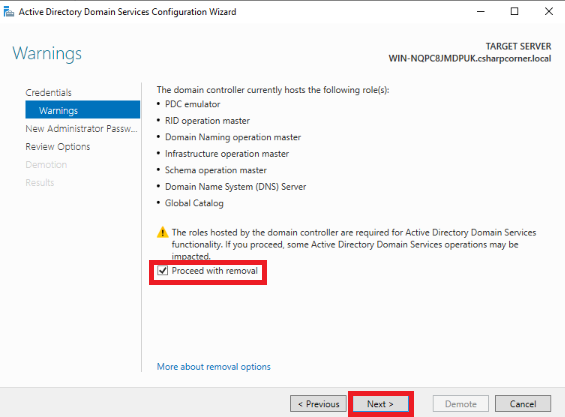 Active Directory Domain Services Configuration Wizard
Warnings
TARGET SERVER
WIN-NQPC8JMDPUK.csharpcorner.local
Credentials
Warnings
New Administrator Passw...
Review Options
Demotion
Results
The domain controller currently hosts the following role(s):
• PDC emulator
• RID operation master
• Domain Naming operation master
• Infrastructure operation master
• Schema operation master
• Domain Name System (DNS) Server
• Global Catalog
The roles hosted by the domain controller are required for Active Directory Domain Services
functionality. If you proceed, some Active Directory Domain Services operations may be
impacted.
Proceed with removal
More about removal options
< Previous
Next >
Demote
Cancel